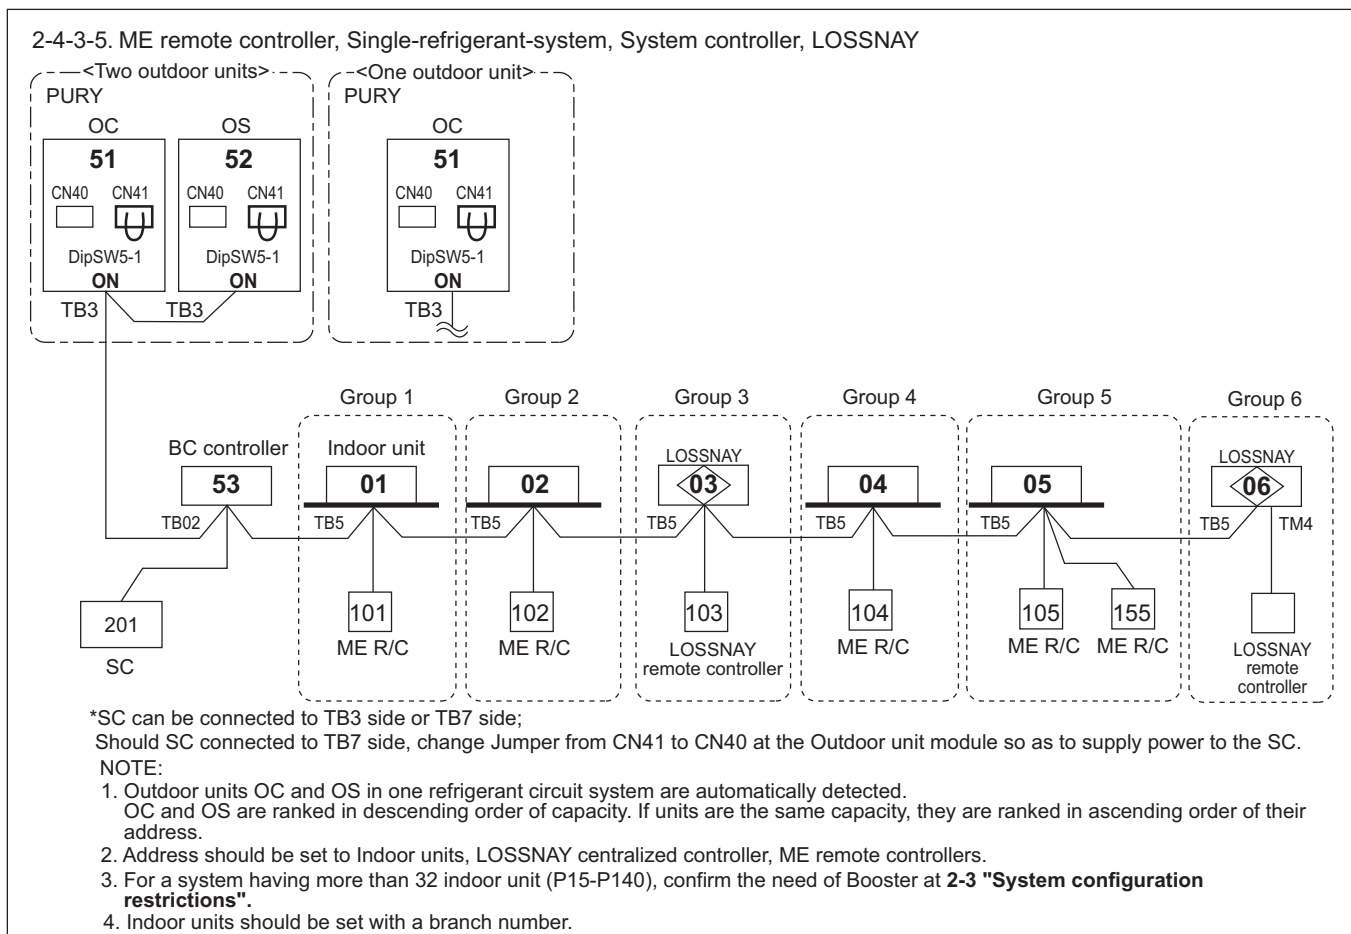 2-4-3-5. ME remote controller, Single-refrigerant-system, System controller, LOSSNAY
<Two outdoor units>
<One outdoor unit>
PURY
PURY
OC
OS
OC
51
52
51
CN40 CN41
CN40 CN41
CN40 CN41
DipSW5-1
DipSW5-1
DipSW5-1
ON
ON
ON
TB3
TB3
TB3
Group 1
Group 2
Group 3
Group 4
Group 5
Group 6
BC controller
Indoor unit
LOSSNAY
LOSSNAY
53
01
02
03
04
05
06
TB02
TB5
TB5
TB5
TB5
TB5
TB5
TM4
201
101
102
103
104
105
155
SC
ME R/C
ME R/C
LOSSNAY
remote controller
ME R/C
ME R/C
ME R/C
LOSSNAY
remote
controller
*SC can be connected to TB3 side or TB7 side;
Should SC connected to TB7 side, change Jumper from CN41 to CN40 at the Outdoor unit module so as to supply power to the SC.
NOTE:
1. Outdoor units OC and OS in one refrigerant circuit system are automatically detected.
OC and OS are ranked in descending order of capacity. If units are the same capacity, they are ranked in ascending order of their
address.
2. Address should be set to Indoor units, LOSSNAY centralized controller, ME remote controllers.
3. For a system having more than 32 indoor unit (P15-P140), confirm the need of Booster at 2-3 "System configuration
restrictions".
4. Indoor units should be set with a branch number.